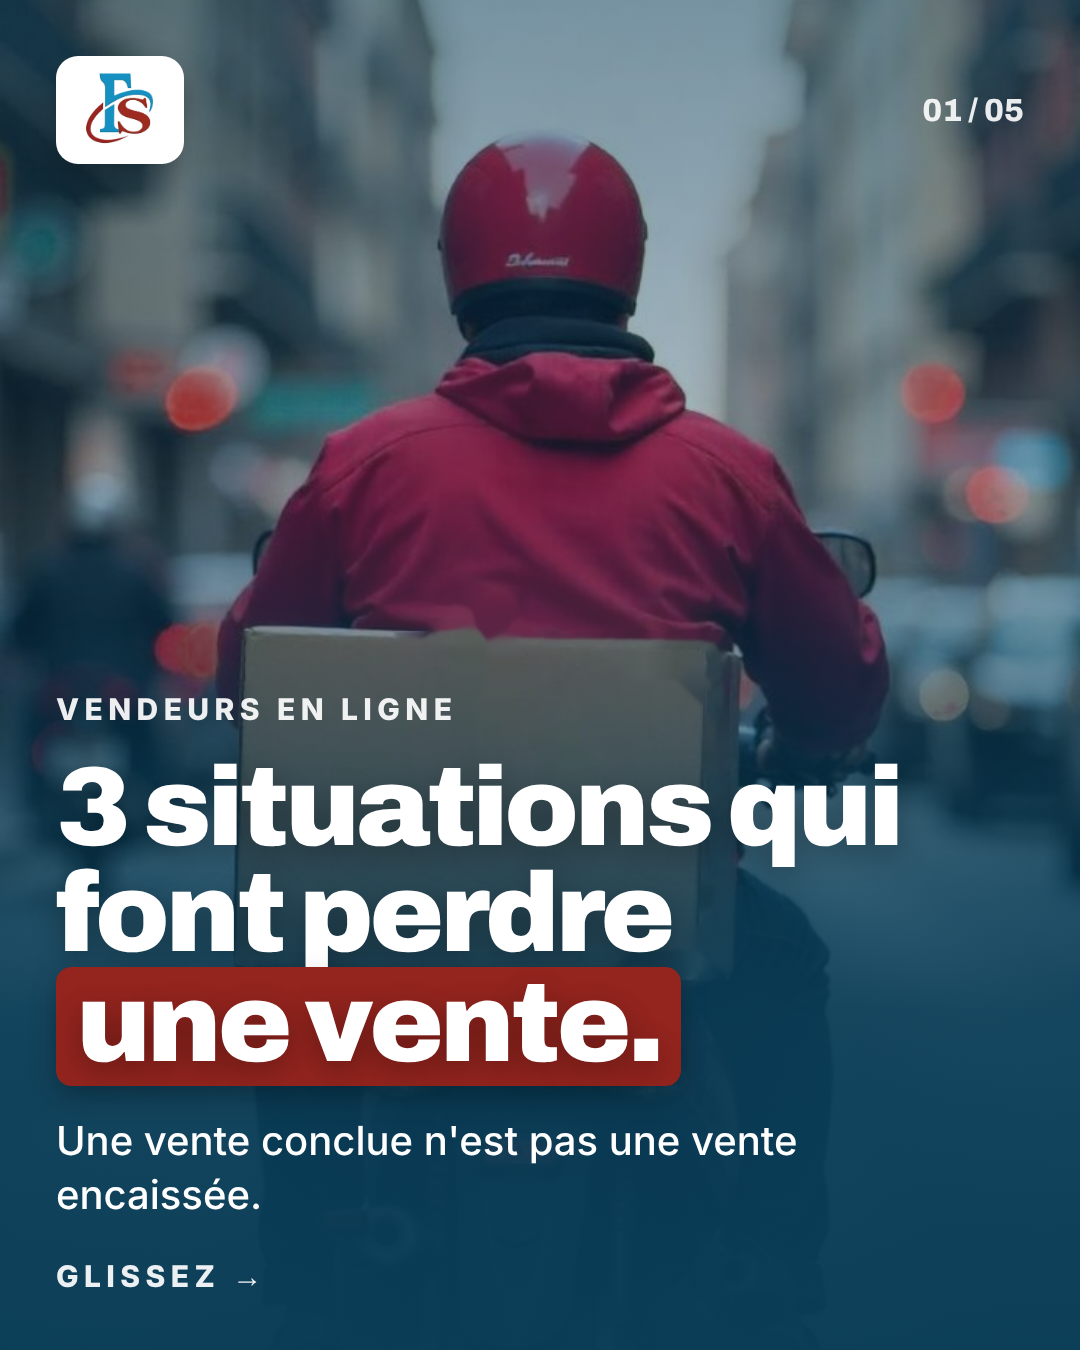 FS
01 / 05
VENDEURS EN LIGNE
3 situations qui
font perdre
une vente.
Une vente conclue n'est pas une vente
encaissée.
GLISSEZ →